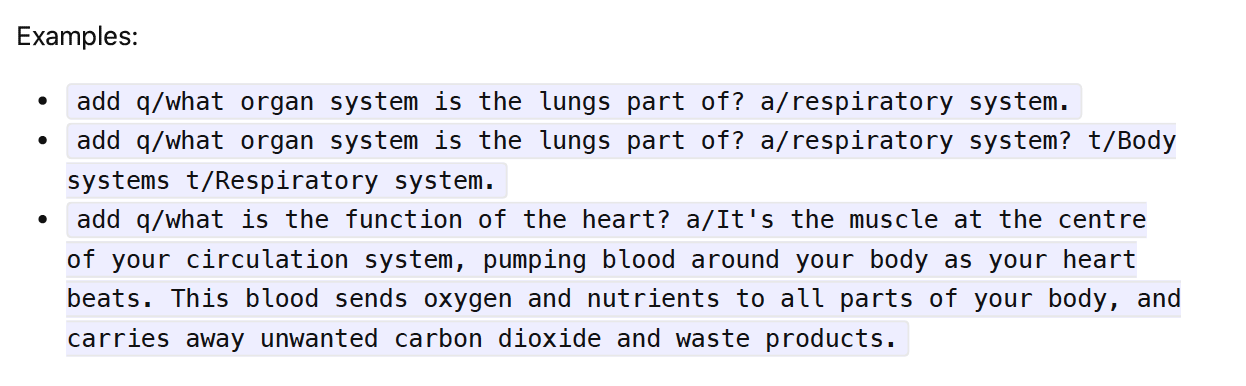 Examples:
• add q/what organ system is the lungs part of? a/respiratory system.
• add q/what organ system is the lungs part of? a/respiratory system? t/Body
systems t/Respiratory system.
• add q/what is the function of the heart? a/It's the muscle at the centre
of your circulation system, pumping blood around your body as your heart
beats. This blood sends oxygen and nutrients to all parts of your body, and
carries away unwanted carbon dioxide and waste products.